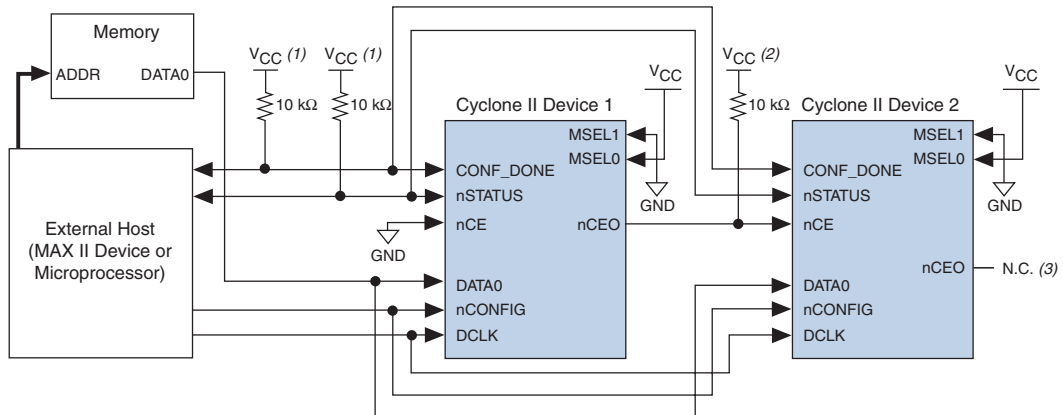 Memory
ADDR DATA0
VCC (1) VCC (1) VCC (2)
10 kΩ 10 kΩ 10 kΩ
VCC VCC
Cyclone II Device 1 Cyclone II Device 2
External Host
(MAX II Device or
Microprocessor)
MSEL1
MSEL0
CONF_DONE
nSTATUS
nCE
nCEO
DATA0
nCONFIG
DCLK
GND
GND
MSEL1
MSEL0
CONF_DONE
nSTATUS
nCE
nCEO
N.C. (3)
DATA0
nCONFIG
DCLK
GND